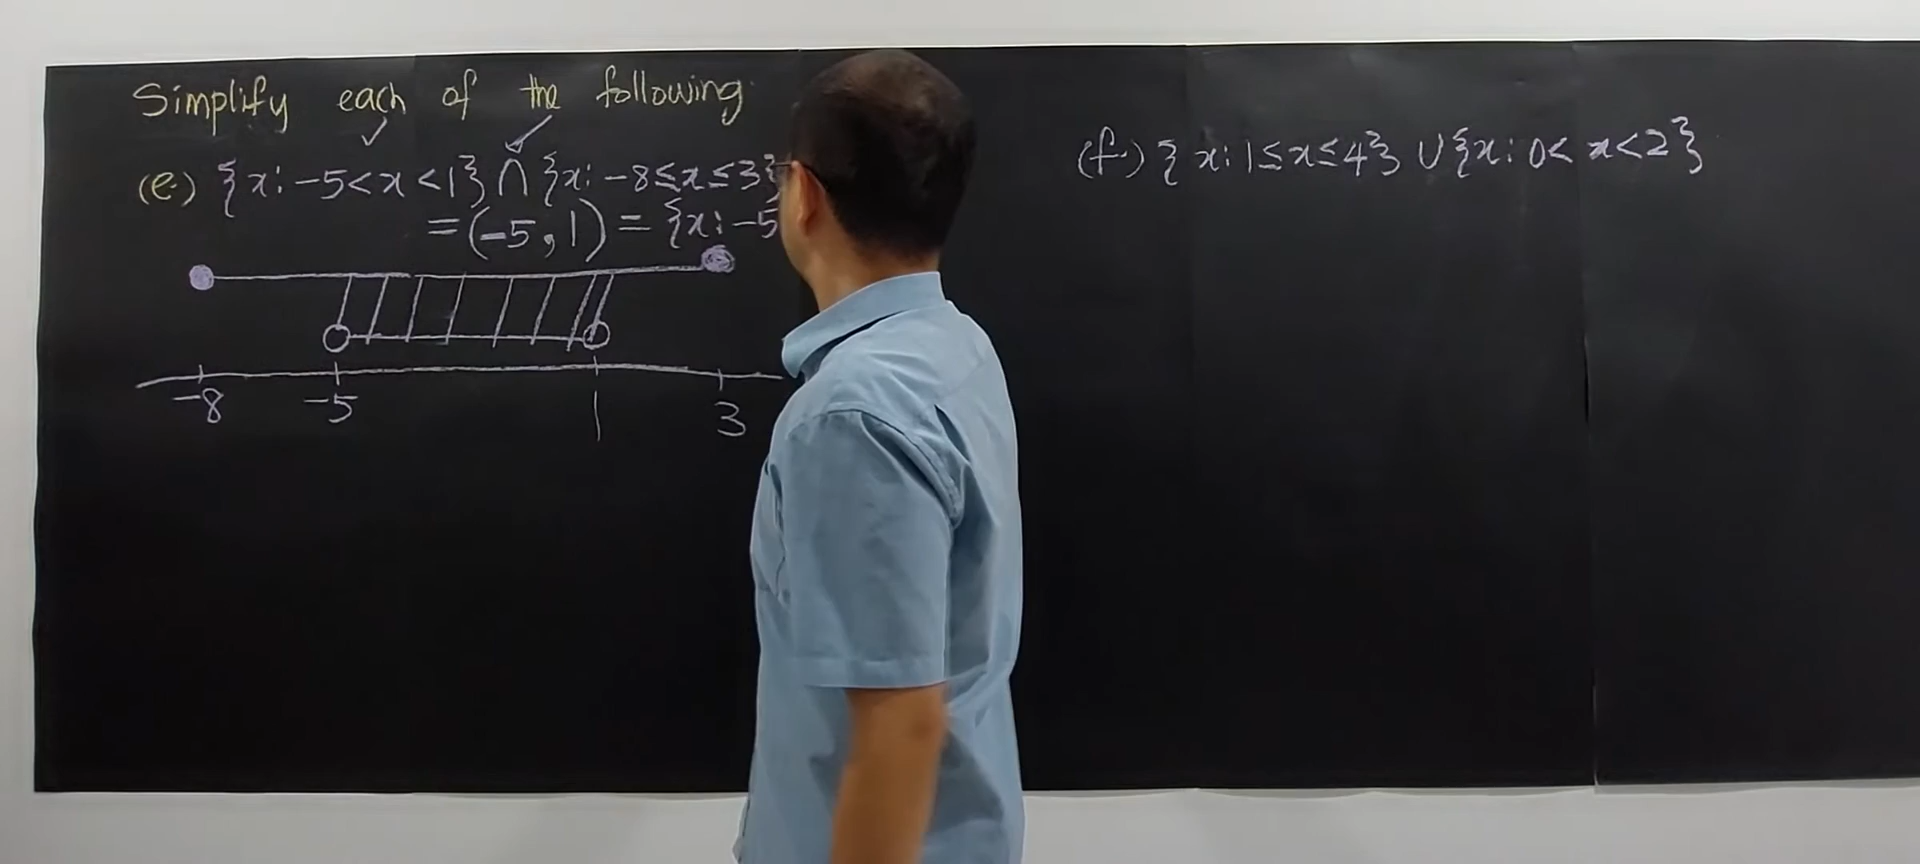 Simplify each of the following
(e) {x: -5<x<1} ∩ {x: -8≤x≤3}
= (-5, 1) = {x: -5
-8 -5 1 3
(f) { x: 1≤x≤4} ∪ {x: 0< x<2}